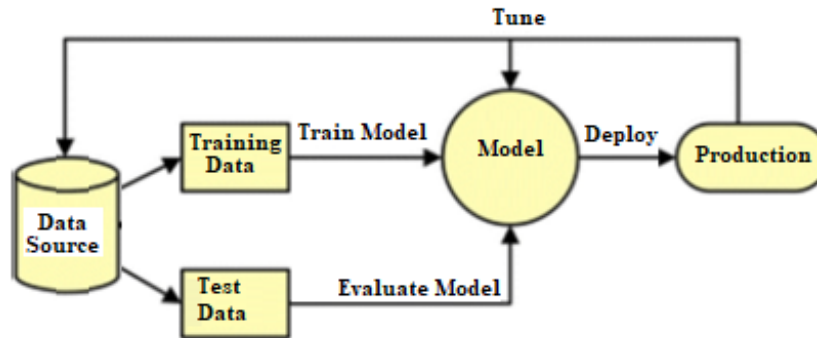 Tune
Training
Data
Train Model
Model
Deploy
Production
Data
Source
Test
Data
Evaluate Model